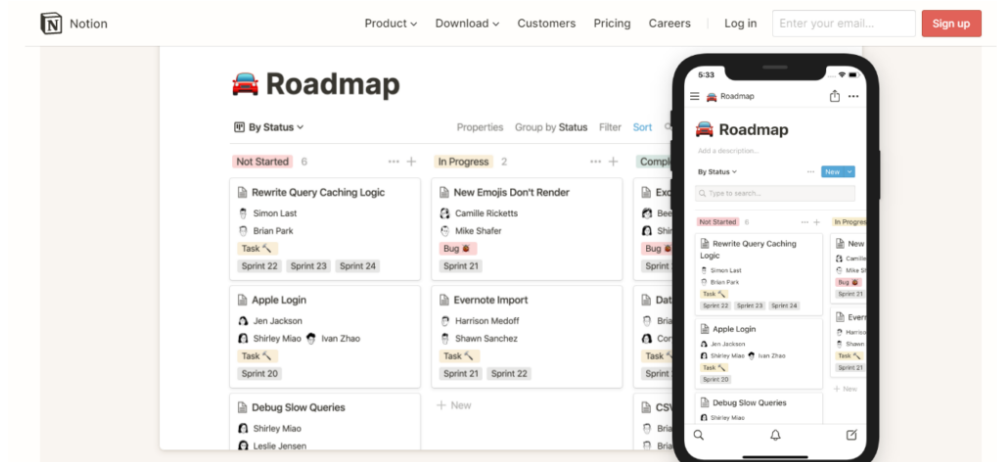 Notion
Product Download Customers Pricing Careers Log in Enter your email... Sign up
Roadmap
By Status
Properties Group by Status Filter Sort
Not Started 6
In Progress 2
Rewrite Query Caching Logic
Simon Last
Brian Park
Task
Sprint 22 Sprint 23 Sprint 24
Apple Login
Jen Jackson
Shirley Miao Ivan Zhao
Task
Sprint 20
Debug Slow Queries
Shirley Miao
Leslie Jensen
New Emojis Don't Render
Camille Ricketts
Mike Shafer
Bug
Sprint 21
Evernote Import
Harrison Medoff
Shawn Sanchez
Task
Sprint 21 Sprint 22
+ New
Bug
Sprint
Task
Sprint
5:33
Roadmap
Roadmap
Add a description...
By Status
New
Type to search...
Not Started 6
In Progres
Rewrite Query Caching
Logic
Simon Last
Brian Park
Task
Sprint 22 Sprint 23 Sprint 24
Apple Login
Jen Jackson
Shirley Miao Ivan Zhao
Task
Sprint 20
Debug Slow Queries
Shirley Miao
New
Bug
Sprint 21
Task
Sprint 21
+ New